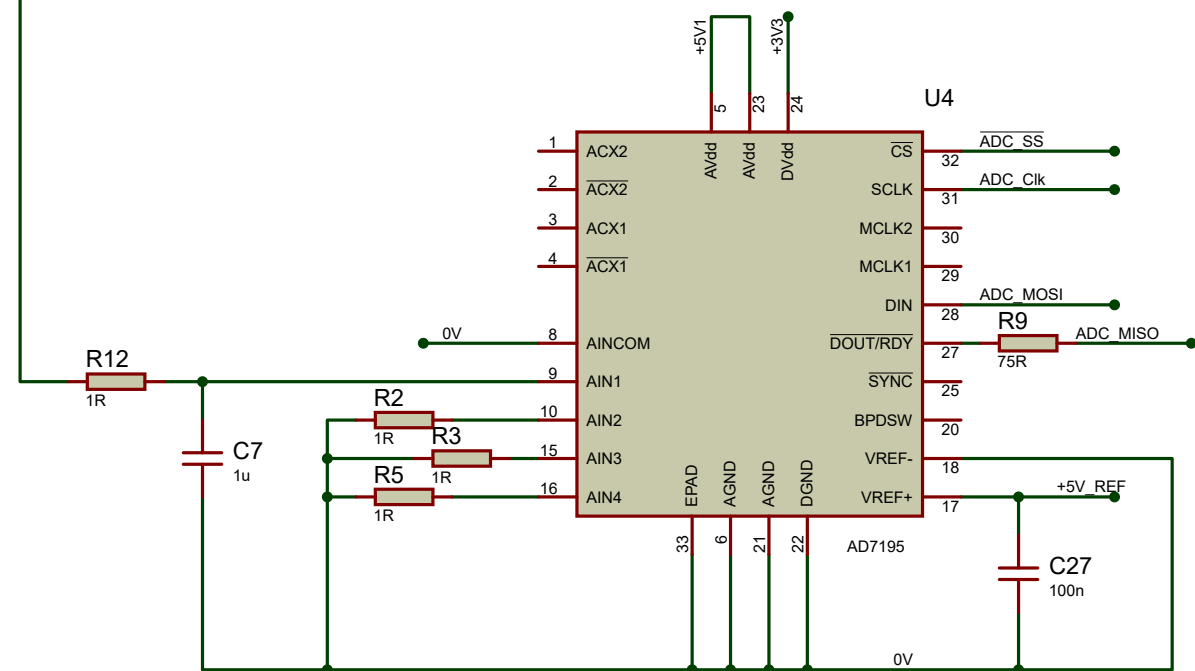 +5V1
+3V3
5
23
24
U4
AVdd
AVdd
DVdd
1
ACX2
2
ACX2
3
ACX1
4
ACX1
CS
32
ADC_SS
SCLK
31
ADC_Clk
MCLK2
30
MCLK1
29
DIN
28
ADC_MOSI
0V
8
AINCOM
DOUT/RDY
27
R9
75R
ADC_MISO
R12
1R
9
AIN1
SYNC
25
R2
1R
10
AIN2
BPDSW
20
C7
1u
R3
1R
15
AIN3
VREF-
18
R5
1R
16
AIN4
VREF+
17
+5V_REF
EPAD
AGND
AGND
DGND
33
6
21
22
AD7195
C27
100n
0V